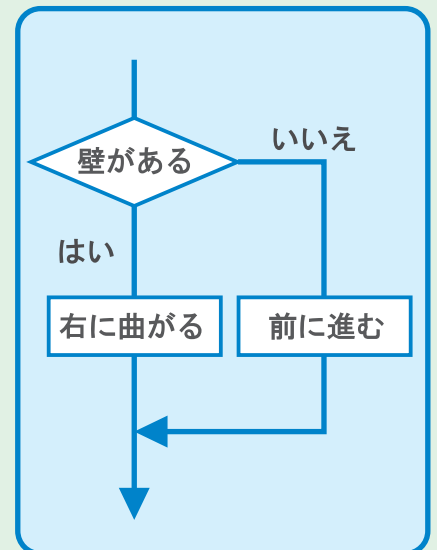 壁がある
いいえ
はい
右に曲がる
前に進む